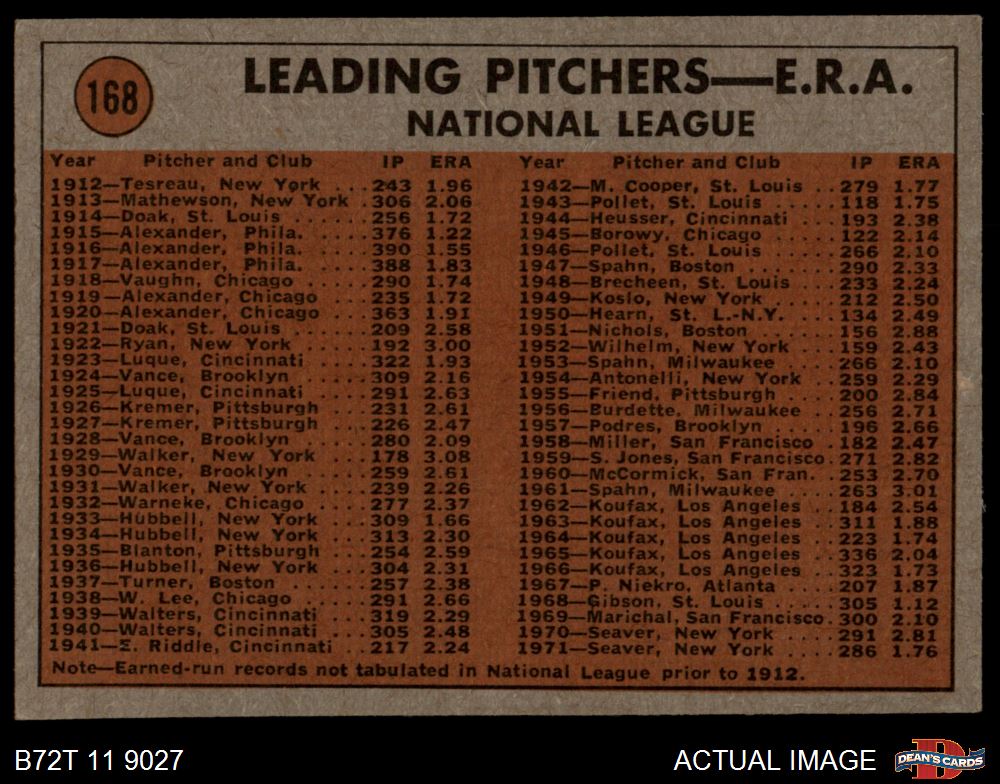 168
LEADING PITCHERS—E.R.A.
NATIONAL LEAGUE
Year Pitcher and Club IP ERA
1912—Tesreau, New York ... 243 1.96
1913—Mathewson, New York . 306 2.06
1914—Doak, St. Louis ...... 256 1.72
1915—Alexander, Phila. ..... 376 1.22
1916—Alexander, Phila. ..... 390 1.55
1917—Alexander, Phila. ..... 388 1.83
1918—Vaughn, Chicago ..... 290 1.74
1919—Alexander, Chicago ... 235 1.72
1920—Alexander, Chicago ... 363 1.91
1921—Doak, St. Louis ...... 209 2.58
1922—Ryan, New York ..... 192 3.00
1923—Luque, Cincinnati .... 322 1.93
1924—Vance, Brooklyn ..... 309 2.16
1925—Luque, Cincinnati .... 291 2.63
1926—Kremer, Pittsburgh ... 231 2.61
1927—Kremer, Pittsburgh ... 226 2.47
1928—Vance, Brooklyn ..... 280 2.09
1929—Walker, New York ... 178 3.08
1930—Vance, Brooklyn ..... 259 2.61
1931—Walker, New York .... 239 2.26
1932—Warneke, Chicago .... 277 2.37
1933—Hubbell, New York ... 309 1.66
1934—Hubbell, New York ... 313 2.30
1935—Blanton, Pittsburgh ... 254 2.59
1936—Hubbell, New York ... 304 2.31
1937—Turner, Boston ...... 257 2.38
1938—W. Lee, Chicago ..... 291 2.66
1939—Walters, Cincinnati ... 319 2.29
1940—Walters, Cincinnati ... 305 2.48
1941—E. Riddle, Cincinnati .. 217 2.24
Year Pitcher and Club IP ERA
1942—M. Cooper, St. Louis .. 279 1.77
1943—Pollet, St. Louis ..... 118 1.75
1944—Heusser, Cincinnati ... 193 2.38
1945—Borowy, Chicago ..... 122 2.14
1946—Pollet, St. Louis ..... 266 2.10
1947—Spahn, Boston ....... 290 2.33
1948—Brecheen, St. Louis ... 233 2.24
1949—Koslo, New York ..... 212 2.50
1950—Hearn, St. L.-N.Y. .... 134 2.49
1951—Nichols, Boston ...... 156 2.88
1952—Wilhelm, New York ... 159 2.43
1953—Spahn, Milwaukee .... 266 2.10
1954—Antonelli, New York .. 259 2.29
1955—Friend, Pittsburgh .... 200 2.84
1956—Burdette, Milwaukee .. 256 2.71
1957—Podres, Brooklyn .... 196 2.66
1958—Miller, San Francisco . 182 2.47
1959—S. Jones, San Francisco. 271 2.82
1960—McCormick, San Fran. .. 253 2.70
1961—Spahn, Milwaukee .... 263 3.01
1962—Koufax, Los Angeles .. 184 2.54
1963—Koufax, Los Angeles .. 311 1.88
1964—Koufax, Los Angeles .. 223 1.74
1965—Koufax, Los Angeles .. 336 2.04
1966—Koufax, Los Angeles .. 323 1.73
1967—P. Niekro, Atlanta .... 207 1.87
1968—Gibson, St. Louis ..... 305 1.12
1969—Marichal, San Francisco. 300 2.10
1970—Seaver, New York .... 291 2.81
1971—Seaver, New York .... 286 1.76
Note—Earned-run records not tabulated in National League prior to 1912.
B72T 11 9027
ACTUAL IMAGE
D
DEAN'S CARDS